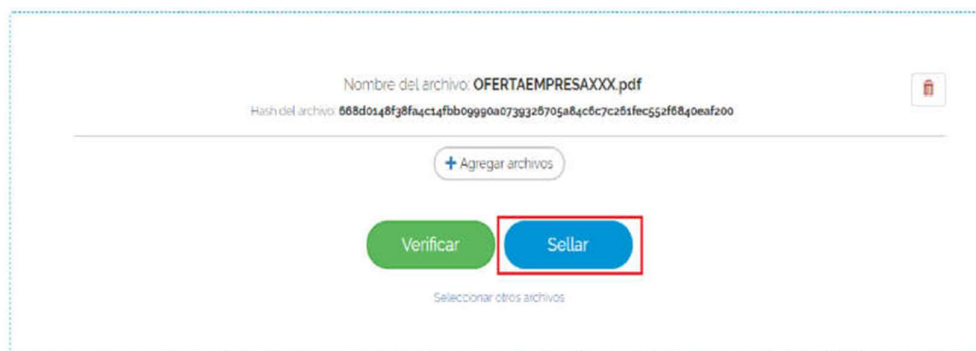 Nombre del archivo: OFERTAEMPRESAXXX.pdf
Hash del archivo: 668d0148f38fa4c14fbb09990a0739326705a84c6c7c261fec552f6840eaf200
+ Agregar archivos
Verificar
Sellar
Seleccionar otros archivos